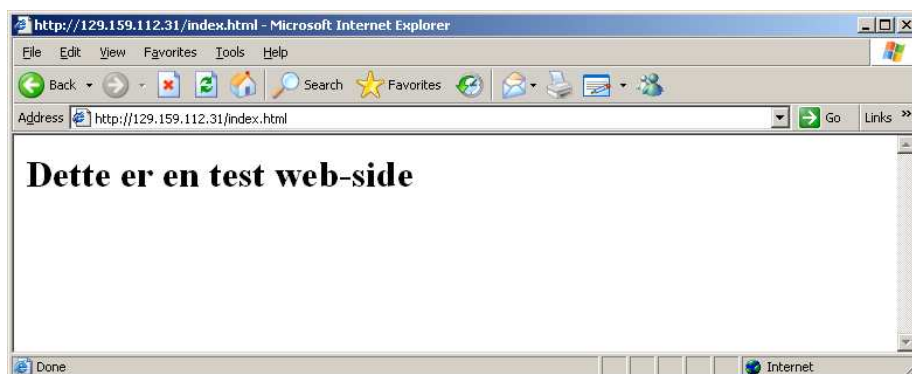 http://129.159.112.31/index.html - Microsoft Internet Explorer
File Edit View Favorites Tools Help
Back Search Favorites
Address http://129.159.112.31/index.html Go Links »
Dette er en test web-side
Done Internet